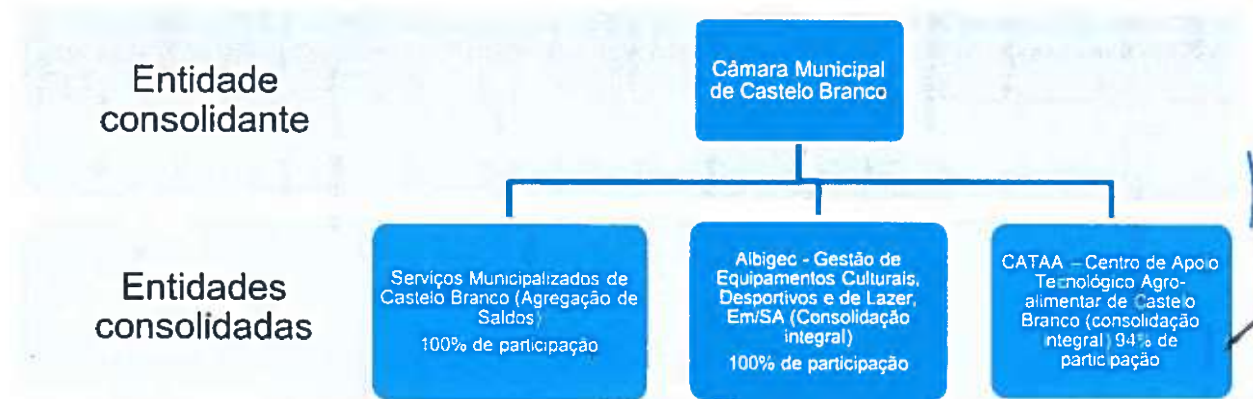 Entidade
consolidante
Câmara Municipal
de Castelo Branco
Entidades
consolidadas
Serviços Municipalizados de
Castelo Branco (Agregação de
Saldos)
100% de participação
Albigec - Gestão de
Equipamentos Culturais,
Desportivos e de Lazer,
Em/SA (Consolidação
integral)
100% de participação
CATAA – Centro de Apoio
Tecnológico Agro-
alimentar de Castelo
Branco (consolidação
integral) 94% de
participação